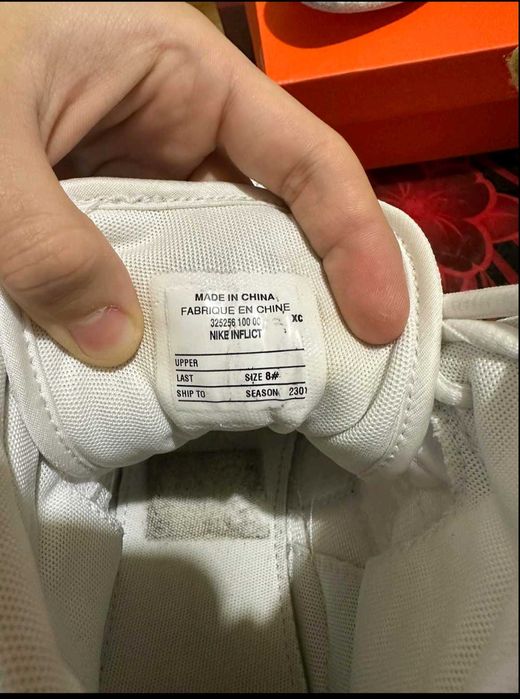 MADE IN CHINA
FABRIQUE EN CHINE
325256 100 00 XC
NIKE INFLICT
UPPER
LAST SIZE 8#
SHIP TO SEASON 2301